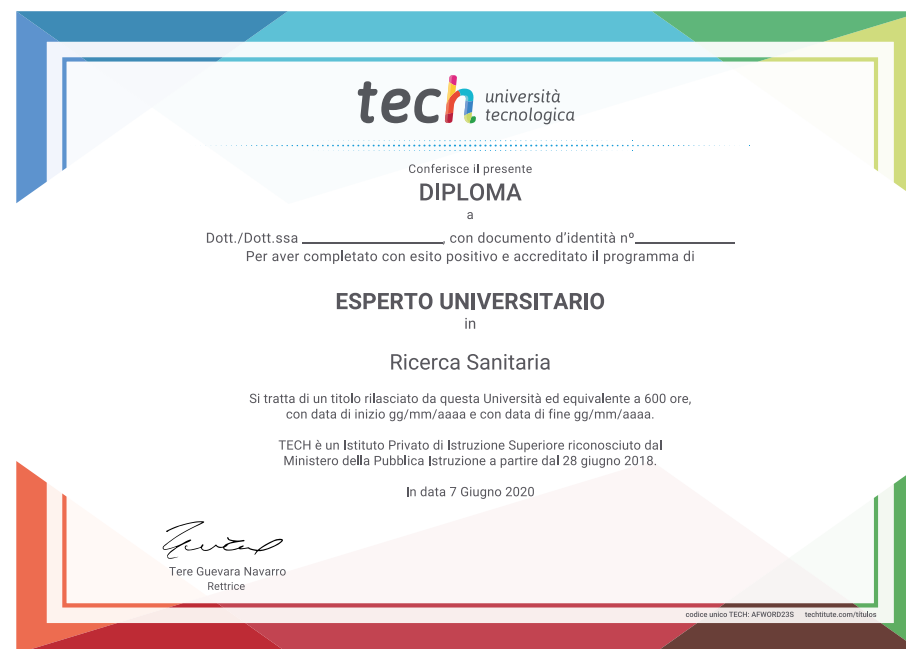 tech università
tecnologica
Conferisce il presente
DIPLOMA
a
Dott./Dott.ssa ____________________, con documento d'identità nº______________
Per aver completato con esito positivo e accreditato il programma di
ESPERTO UNIVERSITARIO
in
Ricerca Sanitaria
Si tratta di un titolo rilasciato da questa Università ed equivalente a 600 ore,
con data di inizio gg/mm/aaaa e con data di fine gg/mm/aaaa.
TECH è un Istituto Privato di Istruzione Superiore riconosciuto dal
Ministero della Pubblica Istruzione a partire dal 28 giugno 2018.
In data 7 Giugno 2020
Tere Guevara Navarro
Rettrice
codice unico TECH: AFWORD23S techtitute.com/titulos